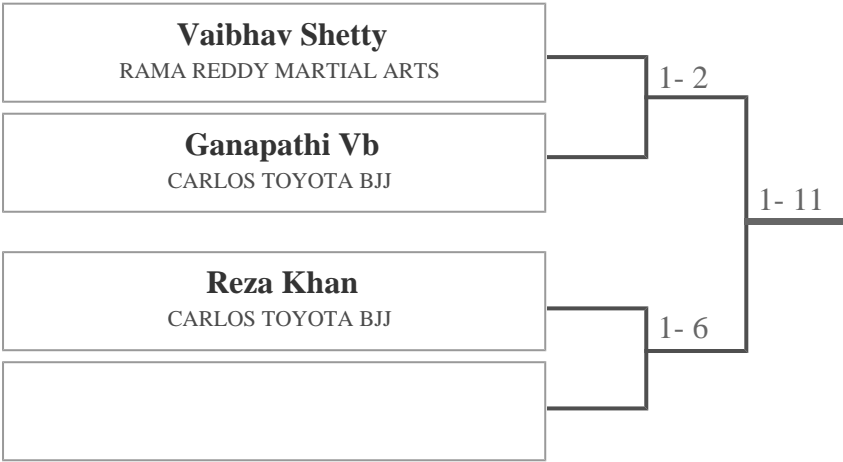 Vaibhav Shetty
RAMA REDDY MARTIAL ARTS
1- 2
Ganapathi Vb
CARLOS TOYOTA BJJ
1- 11
Reza Khan
CARLOS TOYOTA BJJ
1- 6